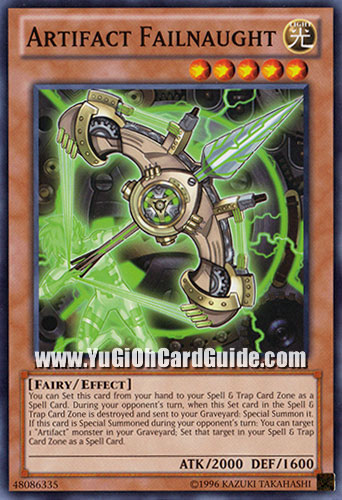 Artifact Failnaught
LIGHT
光
www.YuGiOhCardGuide.com
[Fairy/Effect]
You can Set this card from your hand to your Spell & Trap Card Zone as a
Spell Card. During your opponent's turn, when this Set card in the Spell &
Trap Card Zone is destroyed and sent to your Graveyard: Special Summon it.
If this card is Special Summoned during your opponent's turn: You can target
1 "Artifact" monster in your Graveyard; Set that target in your Spell & Trap
Card Zone as a Spell Card.
ATK/2000 DEF/1600
48086335
©1996 KAZUKI TAKAHASHI